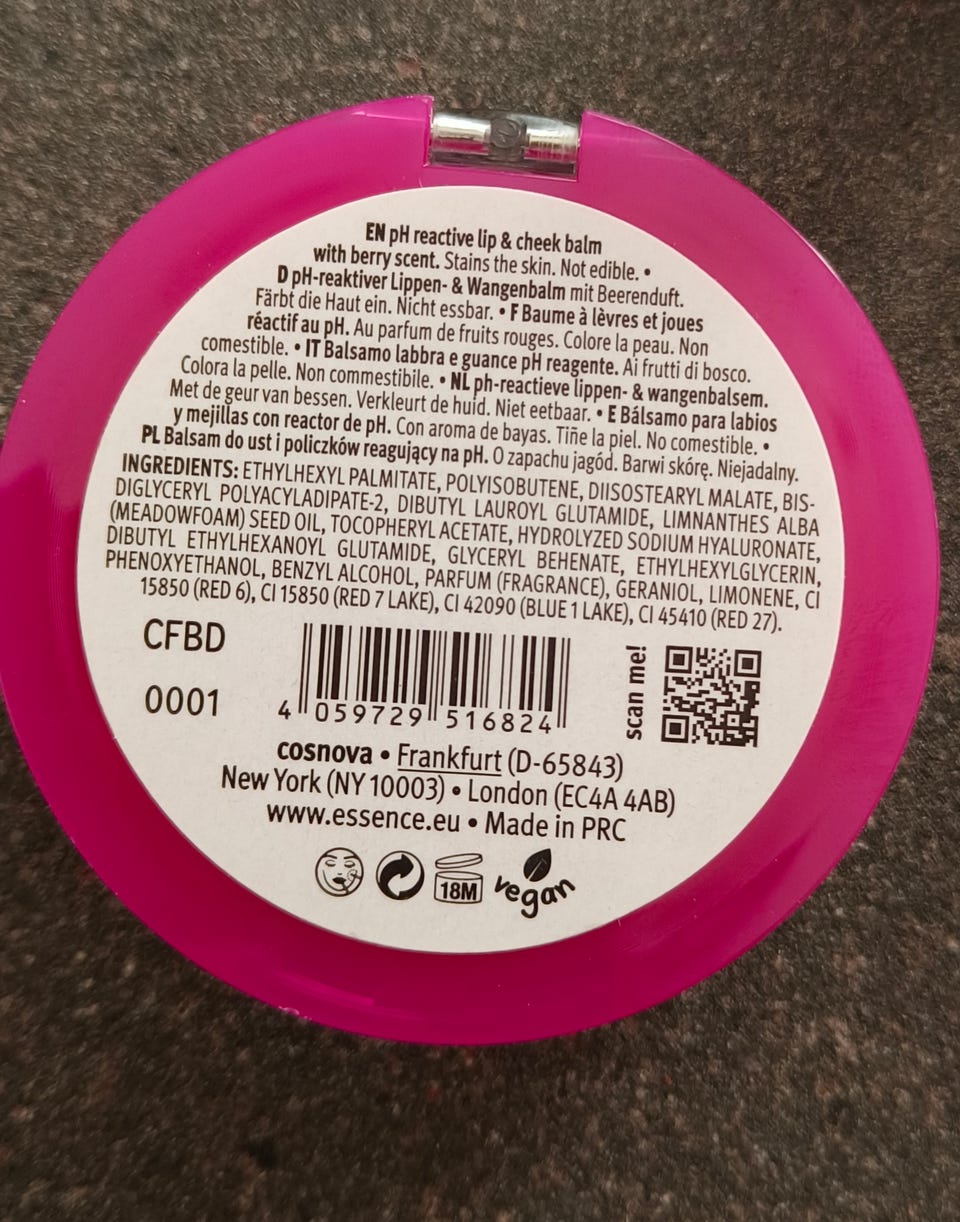 EN pH reactive lip & cheek balm
with berry scent. Stains the skin. Not edible. •
D pH-reaktiver Lippen- & Wangenbalm mit Beerenduft.
Färbt die Haut ein. Nicht essbar. • F Baume à lèvres et joues
réactif au pH. Au parfum de fruits rouges. Colore la peau. Non
comestible. • IT Balsamo labbra e guance pH reagente. Ai frutti di bosco.
Colora la pelle. Non commestibile. • NL ph-reactieve lippen- & wangenbalsem.
Met de geur van bessen. Verkleurt de huid. Niet eetbaar. • E Bálsamo para labios
y mejillas con reactor de pH. Con aroma de bayas. Tiñe la piel. No comestible. •
PL Balsam do ust i policzków reagujący na pH. O zapachu jagód. Barwi skórę. Niejadalny.
INGREDIENTS: ETHYLHEXYL PALMITATE, POLYISOBUTENE, DIISOSTEARYL MALATE, BIS-
DIGLYCERYL POLYACYLADIPATE-2, DIBUTYL LAUROYL GLUTAMIDE, LIMNANTHES ALBA
(MEADOWFOAM) SEED OIL, TOCOPHERYL ACETATE, HYDROLYZED SODIUM HYALURONATE,
DIBUTYL ETHYLHEXANOYL GLUTAMIDE, GLYCERYL BEHENATE, ETHYLHEXYLGLYCERIN,
PHENOXYETHANOL, BENZYL ALCOHOL, PARFUM (FRAGRANCE), GERANIOL, LIMONENE, CI
15850 (RED 6), CI 15850 (RED 7 LAKE), CI 42090 (BLUE 1 LAKE), CI 45410 (RED 27).
CFBD
0001
4 059729 516824
scan me!
cosnova • Frankfurt (D-65843)
New York (NY 10003) • London (EC4A 4AB)
www.essence.eu • Made in PRC
18M
vegan